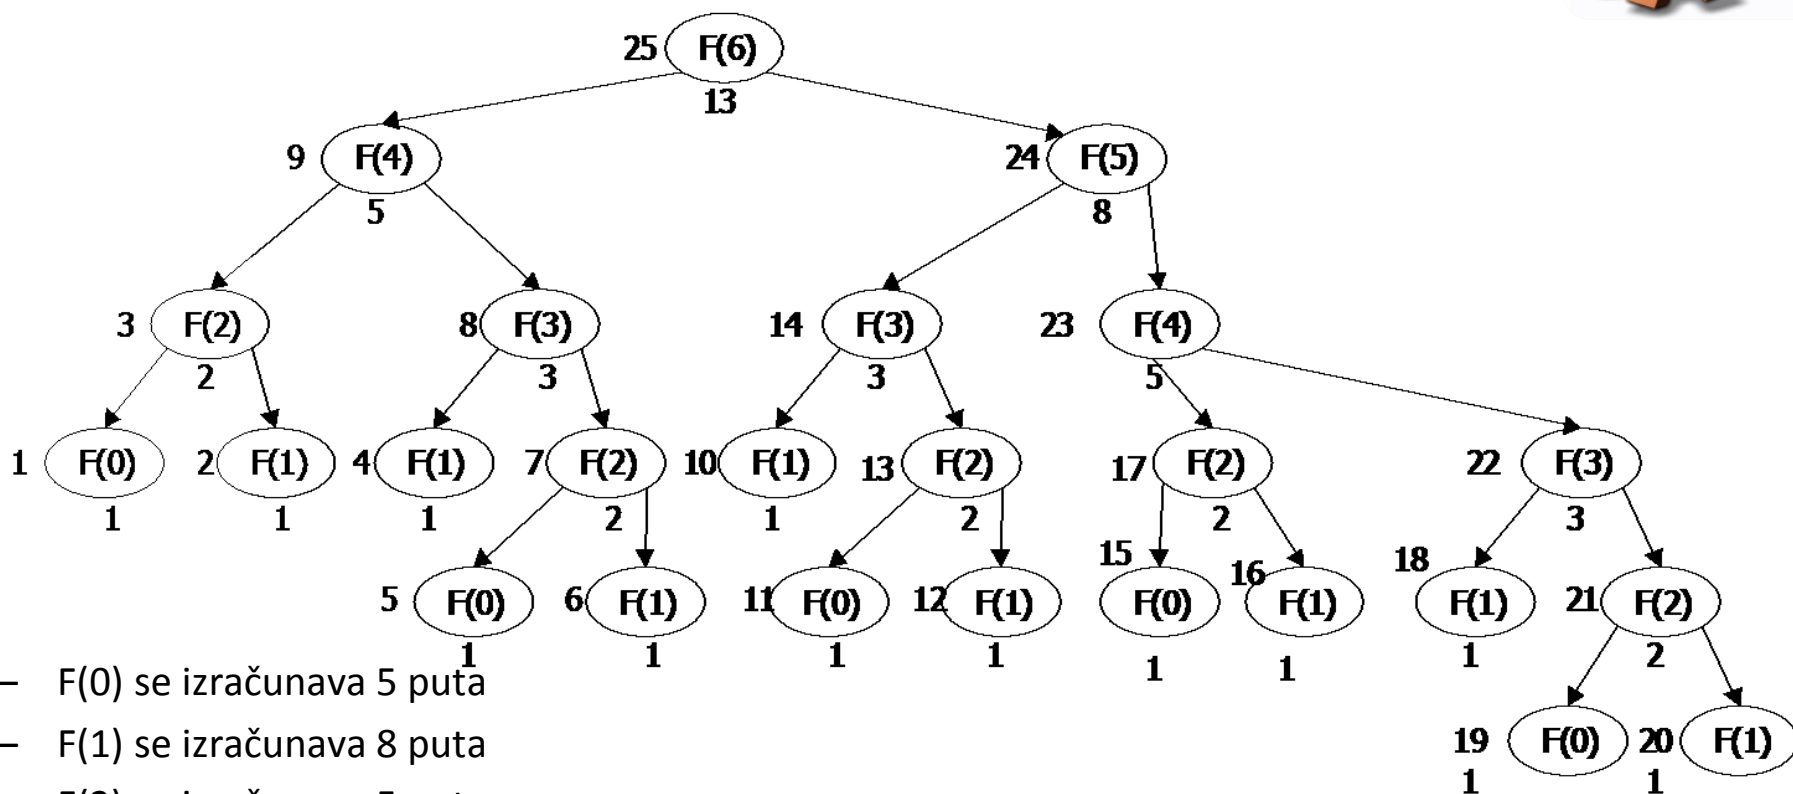 25 F(6)
13
9 F(4) 24 F(5)
5 8
3 F(2) 8 F(3) 14 F(3) 23 F(4)
2 3 3 5
1 F(0) 2 F(1) 4 F(1) 7 F(2) 10 F(1) 13 F(2) 17 F(2) 22 F(3)
1 1 1 2 1 2 2 3
5 F(0) 6 F(1) 11 F(0) 12 F(1) 15 F(0) 16 F(1) 18 F(1) 21 F(2)
1 1 1 1 1 1 1 2
– F(0) se izračunava 5 puta
– F(1) se izračunava 8 puta
19 F(0) 20 F(1)
1 1